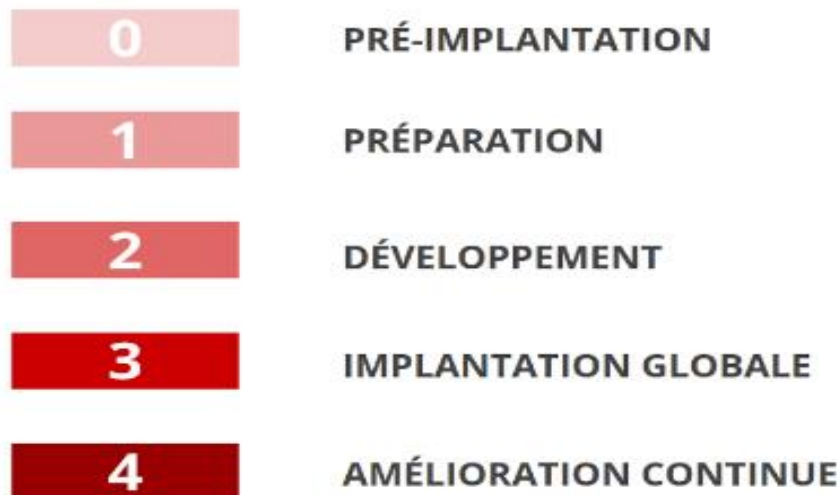 0 PRÉ-IMPLANTATION
1 PRÉPARATION
2 DÉVELOPPEMENT
3 IMPLANTATION GLOBALE
4 AMÉLIORATION CONTINUE